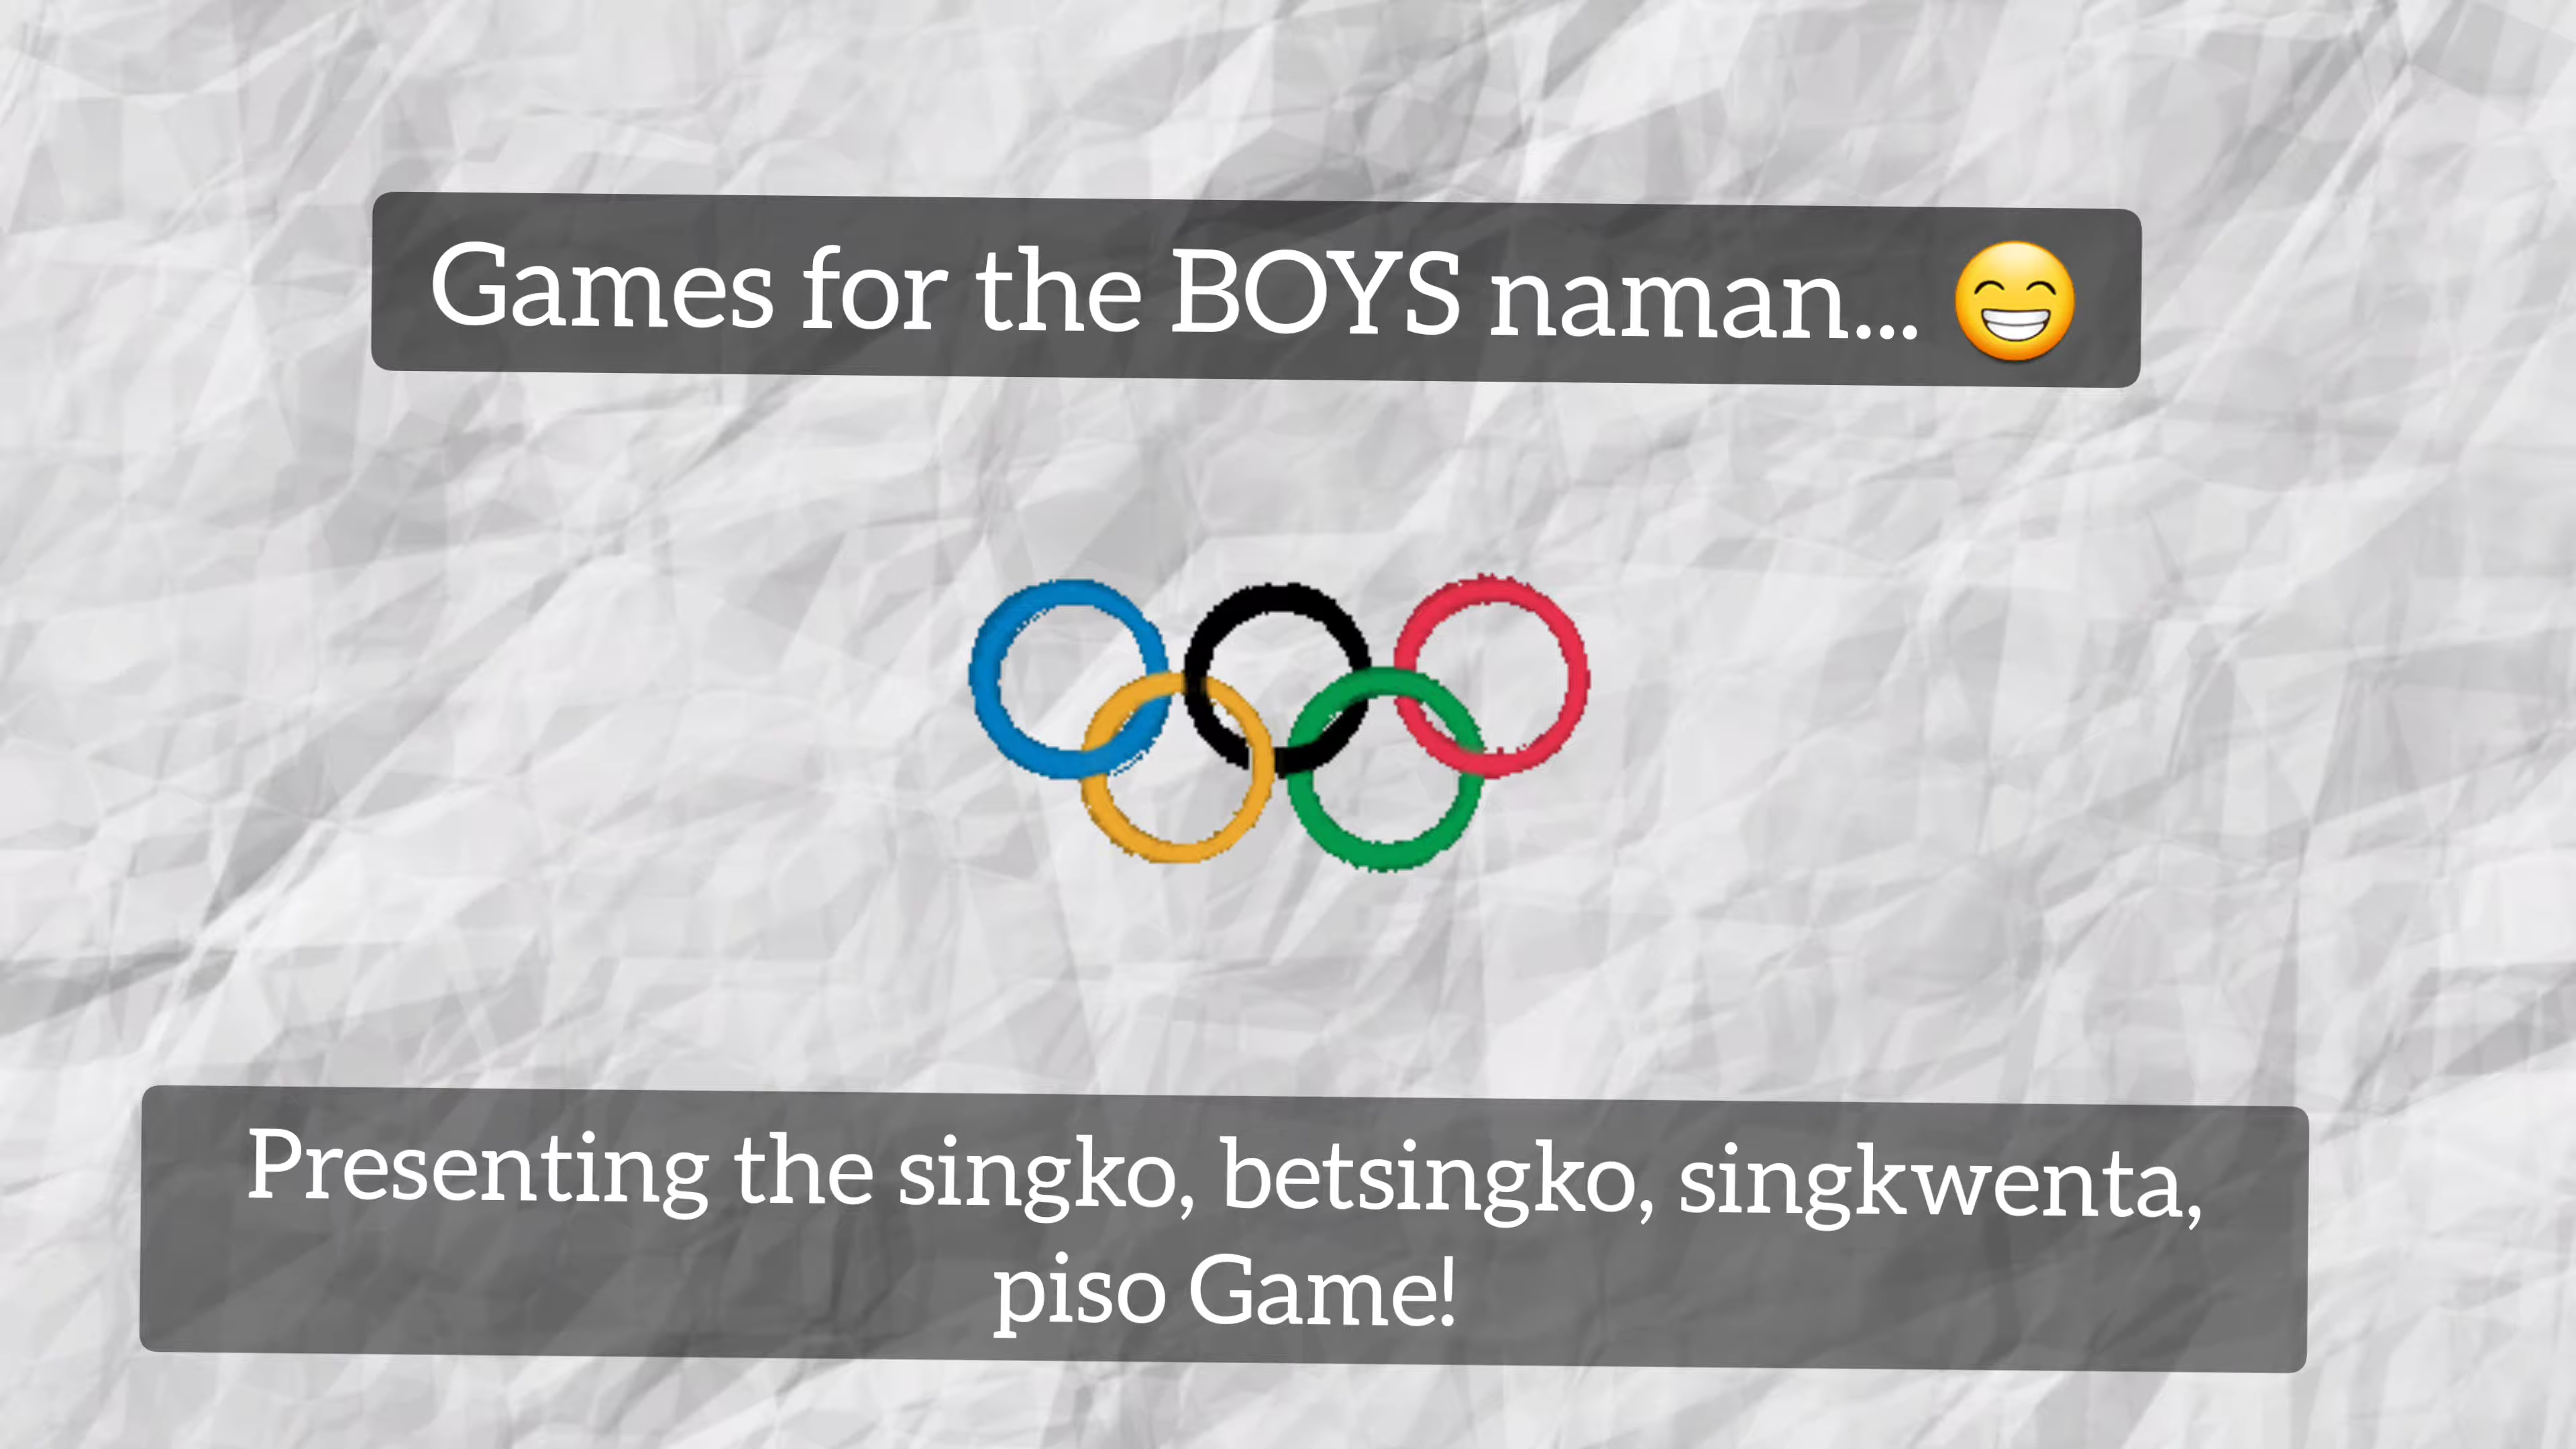 Games for the BOYS naman... 😁
Presenting the singko, betsingko, singkwenta,
piso Game!